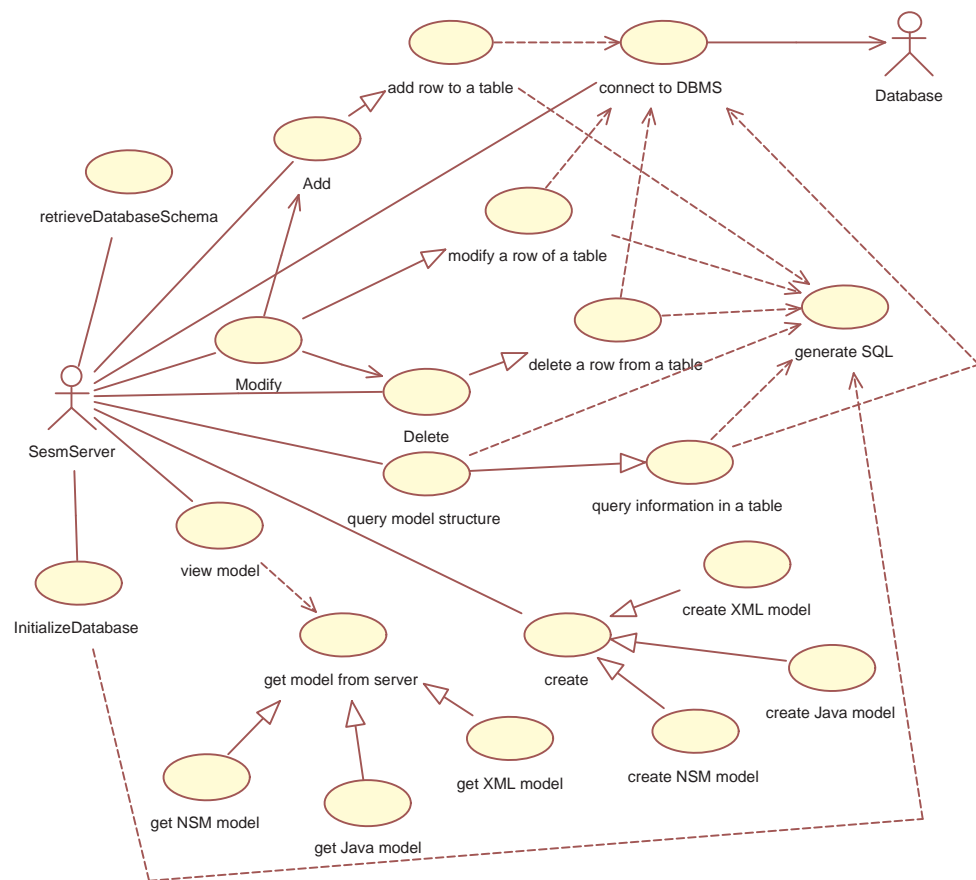 add row to a table
connect to DBMS
Database
Add
retrieveDatabaseSchema
modify a row of a table
generate SQL
delete a row from a table
Modify
Delete
SesmServer
query model structure
query information in a table
view model
create XML model
InitializeDatabase
get model from server
create
create Java model
get XML model
create NSM model
get NSM model
get Java model